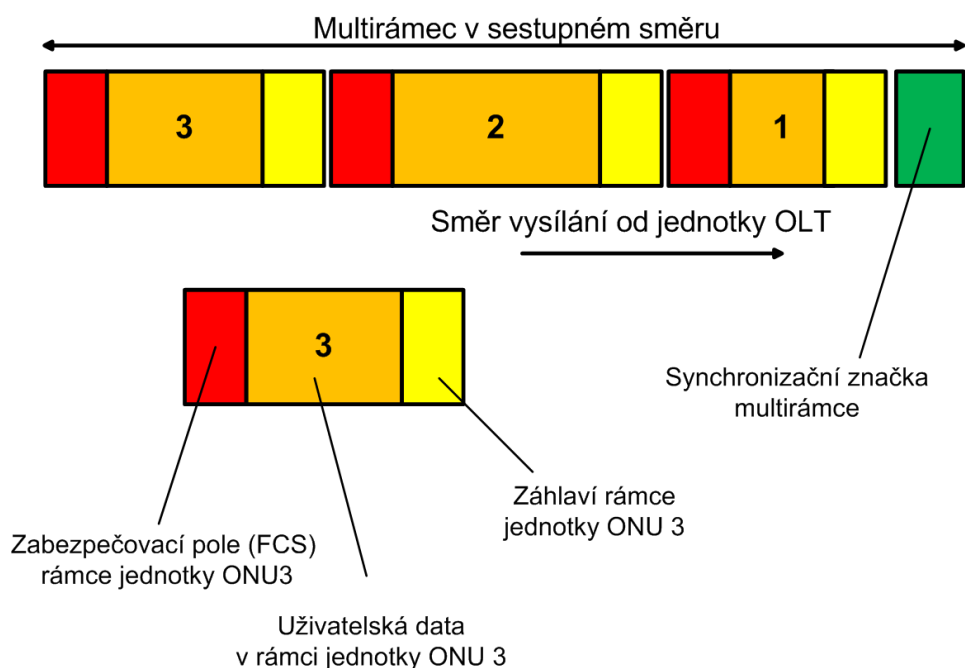 Multirámec v sestupném směru
3
2
1
Směr vysílání od jednotky OLT
3
Synchronizační značka
multirámce
Záhlaví rámce
jednotky ONU 3
Zabezpečovací pole (FCS)
rámce jednotky ONU3
Uživatelská data
v rámci jednotky ONU 3